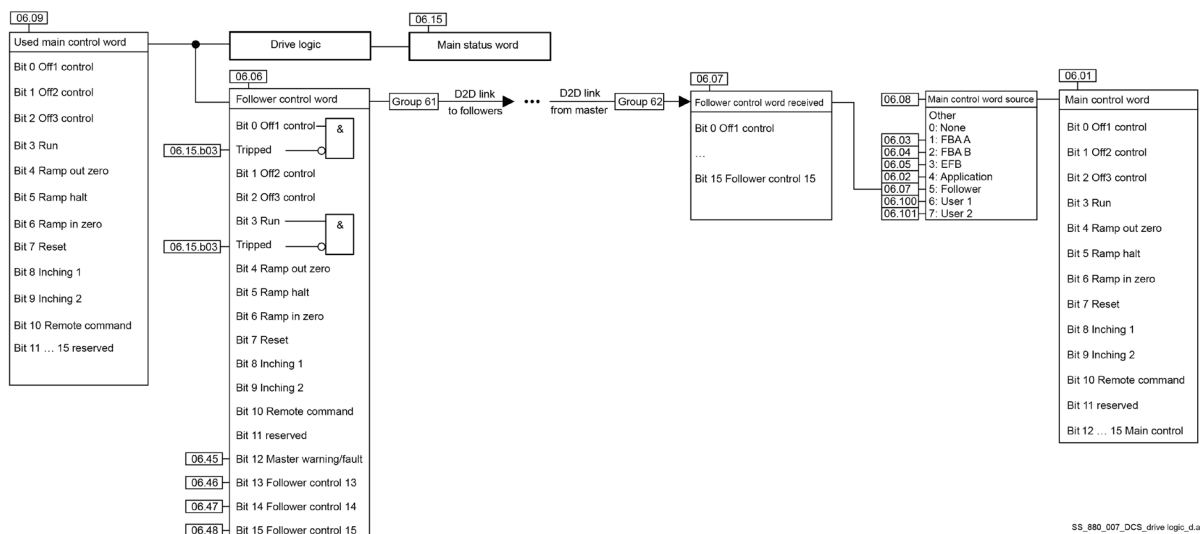 06.09
Used main control word
Bit 0 Off1 control
Bit 1 Off2 control
Bit 2 Off3 control
Bit 3 Run
Bit 4 Ramp out zero
Bit 5 Ramp halt
Bit 6 Ramp in zero
Bit 7 Reset
Bit 8 Inching 1
Bit 9 Inching 2
Bit 10 Remote command
Bit 11 … 15 reserved
Drive logic
06.15
Main status word
06.06
Follower control word
Bit 0 Off1 control
&
06.15.b03
Tripped
Bit 1 Off2 control
Bit 2 Off3 control
Bit 3 Run
&
06.15.b03
Tripped
Bit 4 Ramp out zero
Bit 5 Ramp halt
Bit 6 Ramp in zero
Bit 7 Reset
Bit 8 Inching 1
Bit 9 Inching 2
Bit 10 Remote command
Bit 11 reserved
06.45 Bit 12 Master warning/fault
06.46 Bit 13 Follower control 13
06.47 Bit 14 Follower control 14
06.48 Bit 15 Follower control 15
Group 61
D2D link
to followers
•••
D2D link
from master
Group 62
06.07
Follower control word received
Bit 0 Off1 control
…
Bit 15 Follower control 15
06.08 Main control word source
Other
0: None
06.03 1: FBA A
06.04 2: FBA B
06.05 3: EFB
06.02 4: Application
06.07 5: Follower
06.100 6: User 1
06.101 7: User 2
06.01
Main control word
Bit 0 Off1 control
Bit 1 Off2 control
Bit 2 Off3 control
Bit 3 Run
Bit 4 Ramp out zero
Bit 5 Ramp halt
Bit 6 Ramp in zero
Bit 7 Reset
Bit 8 Inching 1
Bit 9 Inching 2
Bit 10 Remote command
Bit 11 reserved
Bit 12 … 15 Main control
SS_880_007_DCS_drive logic_d.a